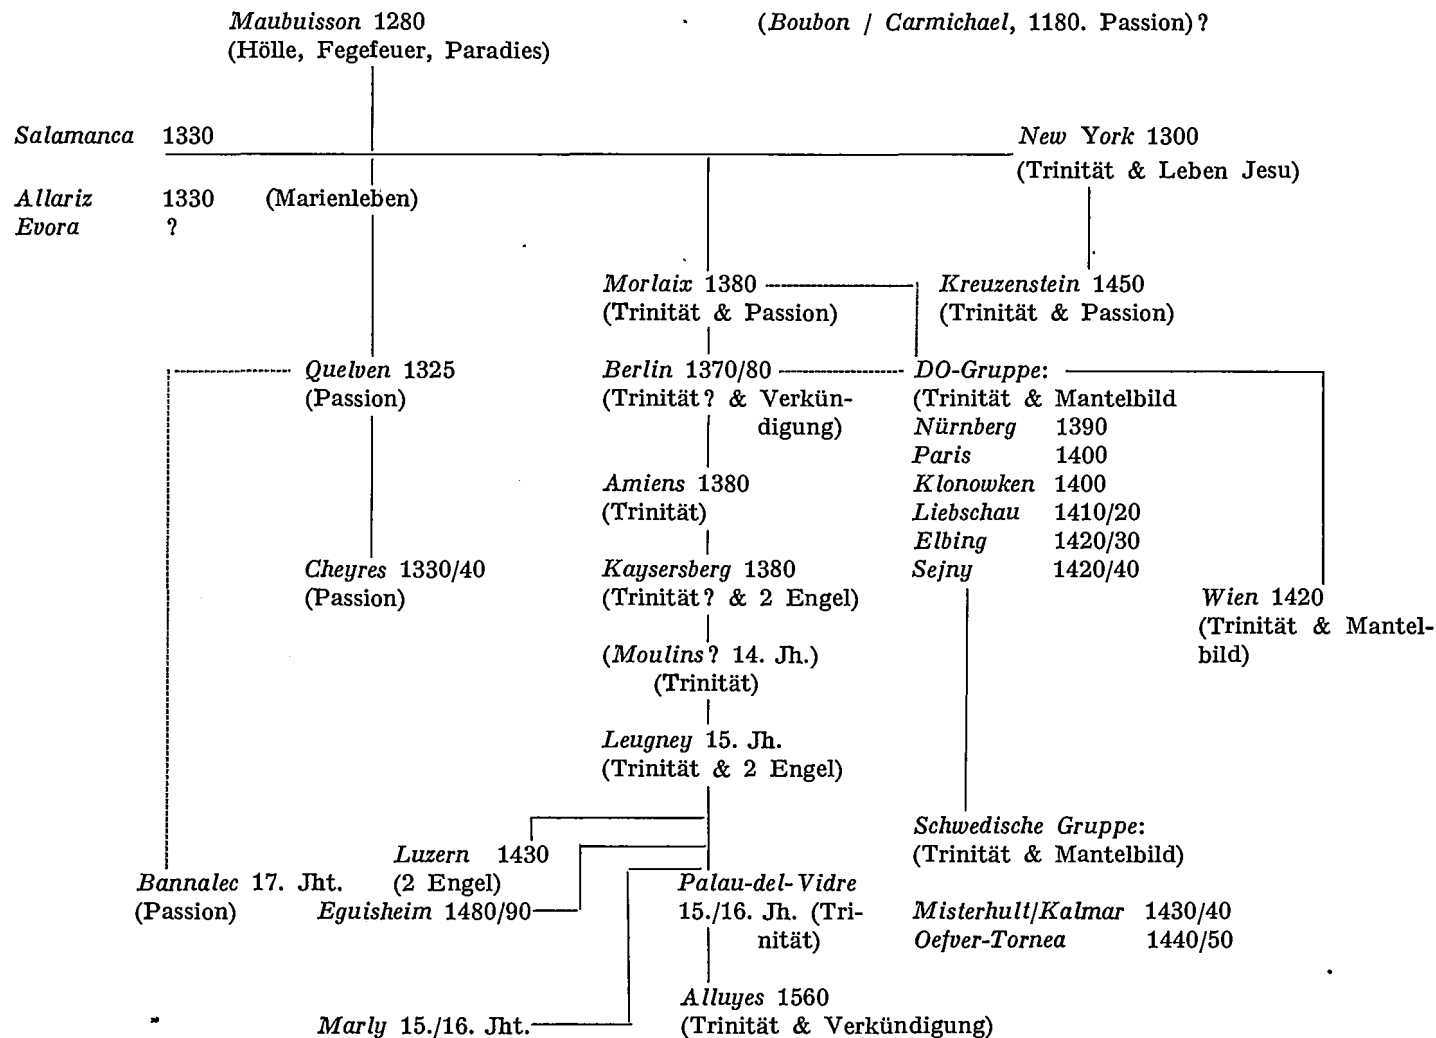 Maubuisson 1280
(Hölle, Fegefeuer, Paradies)
(Boubon / Carmichael, 1180. Passion)?
Salamanca 1330
New York 1300
(Trinität & Leben Jesu)
Allariz 1330 (Marienleben)
Evora ?
Morlaix 1380
(Trinität & Passion)
Kreuzenstein 1450
(Trinität & Passion)
Quelven 1325
(Passion)
Berlin 1370/80
(Trinität? & Verkün-
digung)
DO-Gruppe:
(Trinität & Mantelbild
Nürnberg 1390
Paris 1400
Klonowken 1400
Liebschau 1410/20
Elbing 1420/30
Sejny 1420/40
Amiens 1380
(Trinität)
Cheyres 1330/40
(Passion)
Kaysersberg 1380
(Trinität? & 2 Engel)
Wien 1420
(Trinität & Mantel-
bild)
(Moulins? 14. Jh.)
(Trinität)
Leugney 15. Jh.
(Trinität & 2 Engel)
Schwedische Gruppe:
(Trinität & Mantelbild)
Luzern 1430
(2 Engel)
Bannalec 17. Jht.
(Passion)
Eguisheim 1480/90
Palau-del-Vidre
15./16. Jh. (Tri-
nität)
Misterhult/Kalmar 1430/40
Oefver-Tornea 1440/50
Alluyes 1560
(Trinität & Verkündigung)
Marly 15./16. Jht.